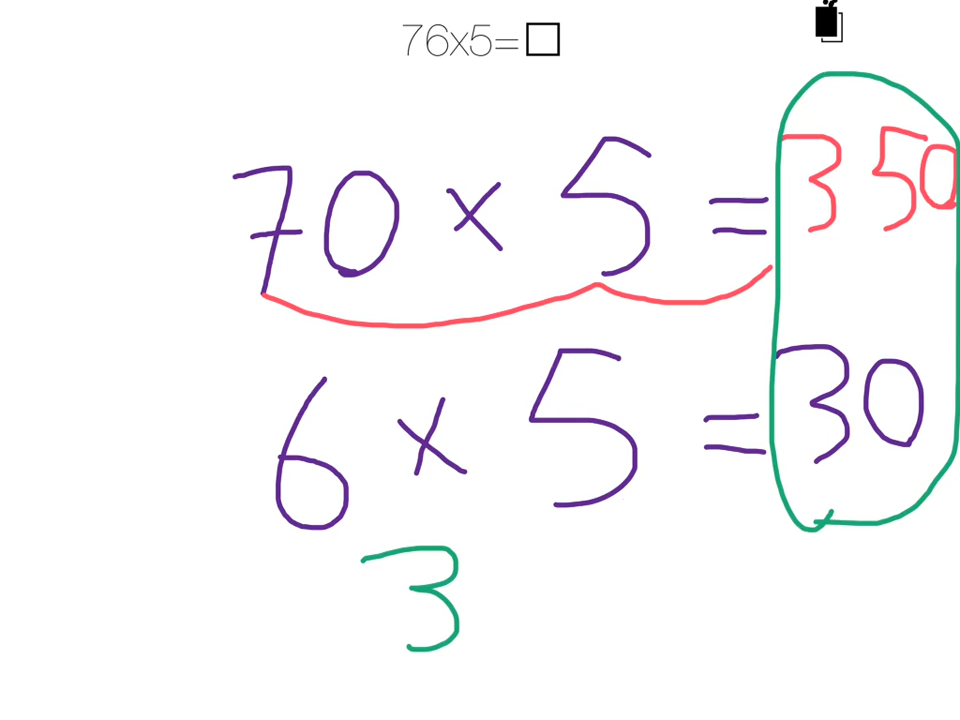 76x5=□
70 × 5 = 350
6 × 5 = 30
3